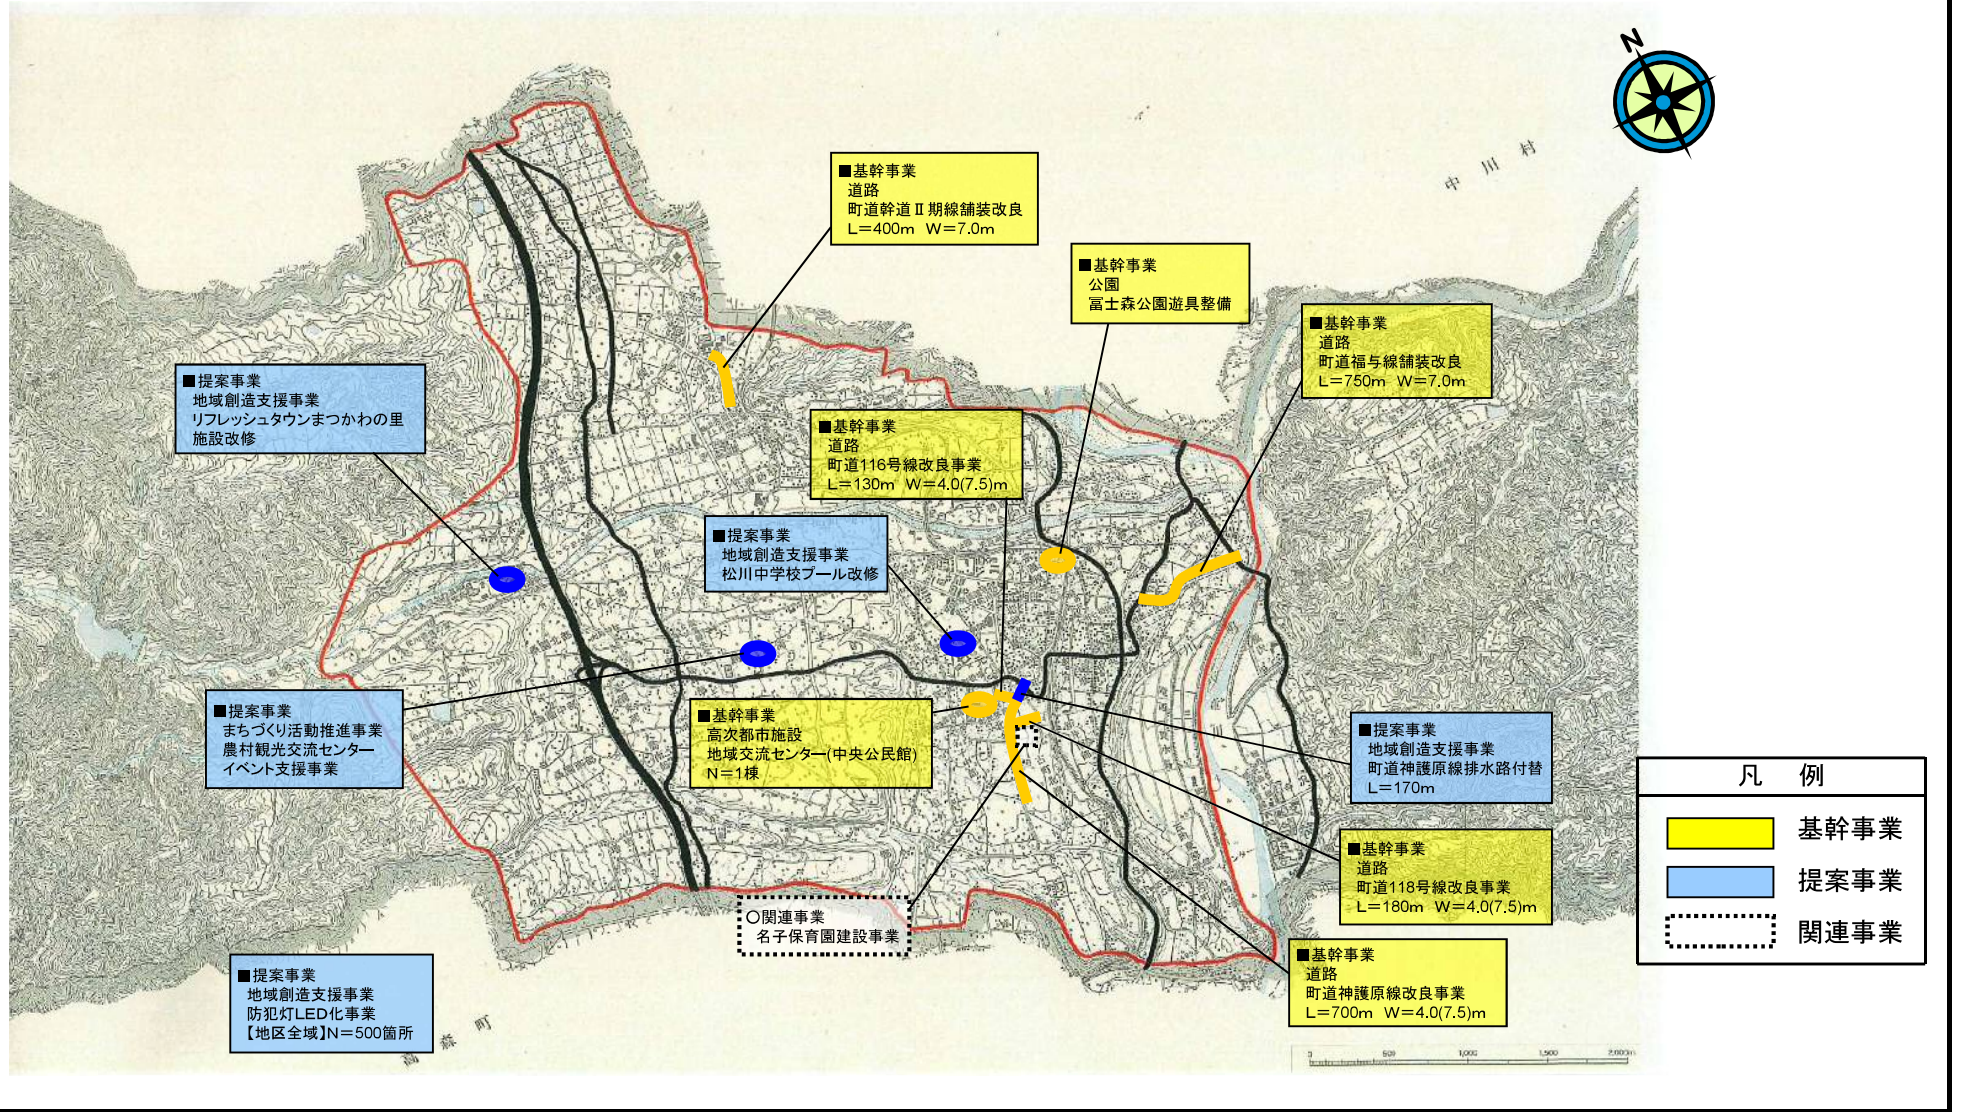 N
中川村
■基幹事業
道路
町道幹道Ⅱ期線舗装改良
L=400m W=7.0m
■基幹事業
公園
冨士森公園遊具整備
■基幹事業
道路
町道福与線舗装改良
L=750m W=7.0m
■提案事業
地域創造支援事業
リフレッシュタウンまつかわの里
施設改修
■基幹事業
道路
町道116号線改良事業
L=130m W=4.0(7.5)m
■提案事業
地域創造支援事業
松川中学校プール改修
■提案事業
まちづくり活動推進事業
農村観光交流センター
イベント支援事業
■基幹事業
高次都市施設
地域交流センター(中央公民館)
N=1棟
■提案事業
地域創造支援事業
町道神護原線排水路付替
L=170m
■基幹事業
道路
町道118号線改良事業
L=180m W=4.0(7.5)m
○関連事業
名子保育園建設事業
■基幹事業
道路
町道神護原線改良事業
L=700m W=4.0(7.5)m
■提案事業
地域創造支援事業
防犯灯LED化事業
【地区全域】N=500箇所
高森町
凡 例
基幹事業
提案事業
関連事業
0 500 1,000 1,500 2,000m